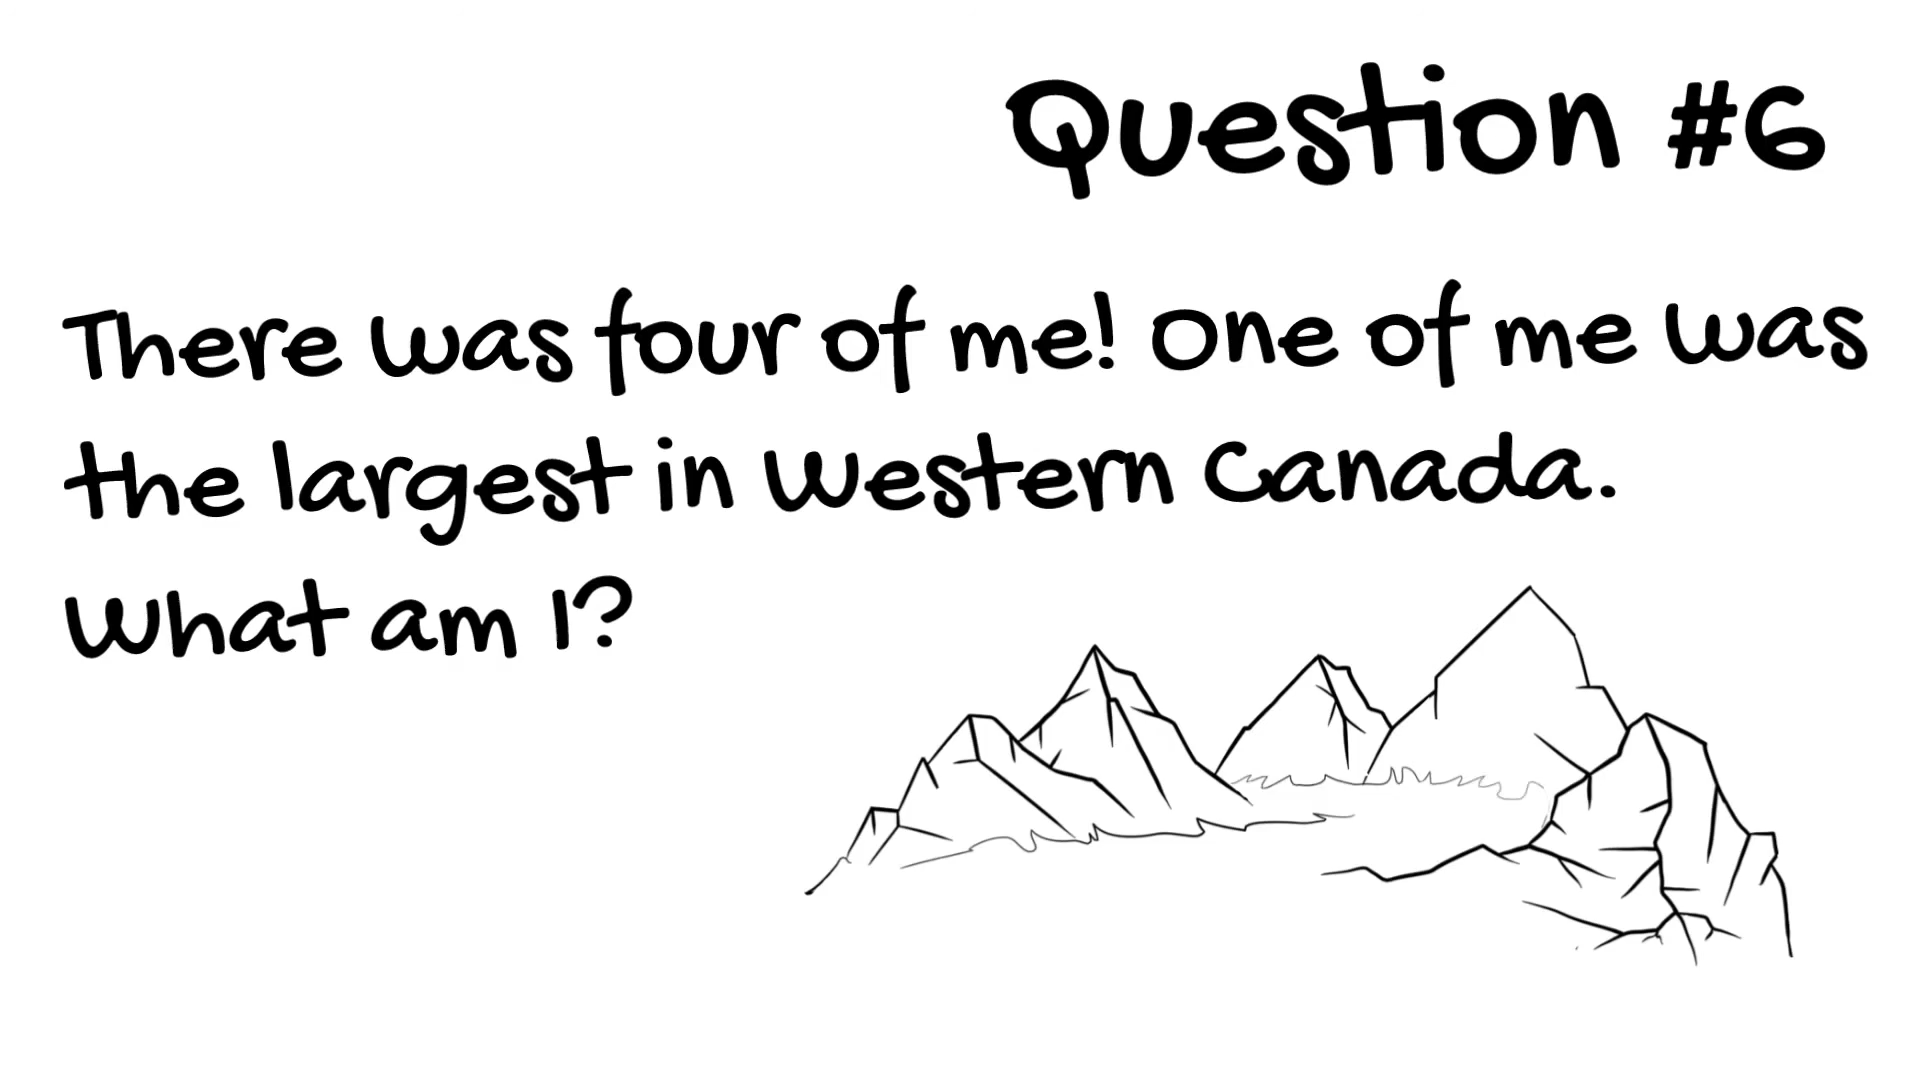 Question #6
There was four of me! One of me was
the largest in Western Canada.
What am I?